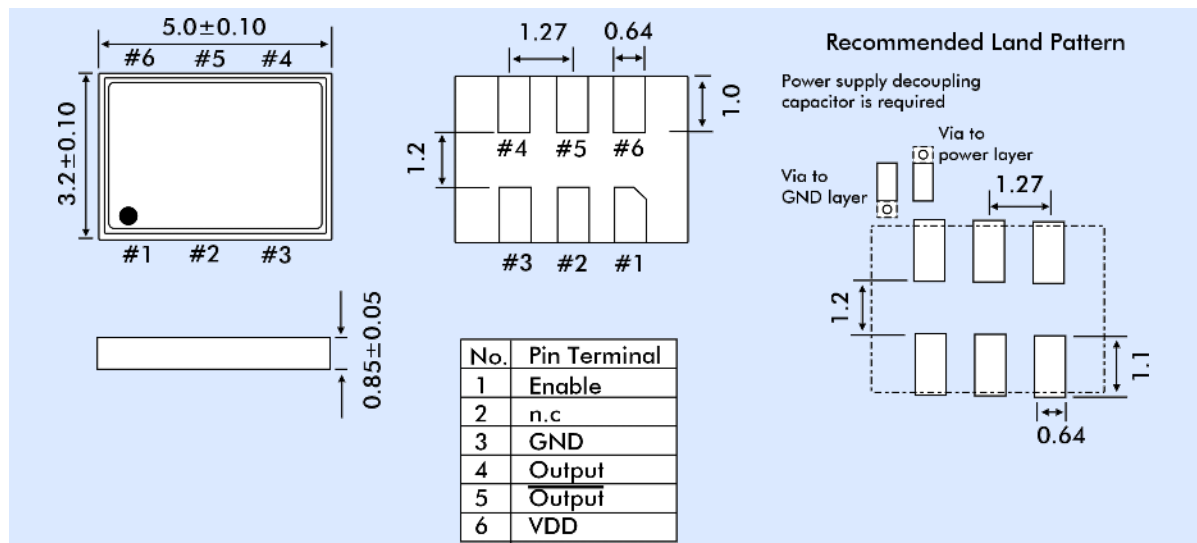 5.0±0.10
#6 #5 #4
3.2±0.10
#1 #2 #3
0.85±0.05
1.27 0.64
1.0
#4 #5 #6
1.2
#3 #2 #1
No. Pin Terminal
1 Enable
2 n.c
3 GND
4 Output
5 Output
6 VDD
Recommended Land Pattern
Power supply decoupling
capacitor is required
Via to
power layer
Via to
GND layer
1.27
1.2
1.1
0.64